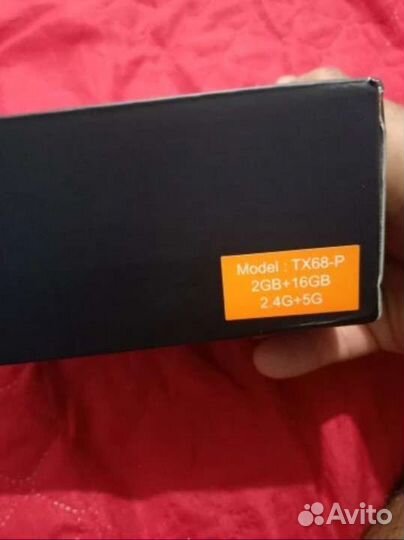 Model : TX68-P
2GB+16GB
2.4G+5G
Avito